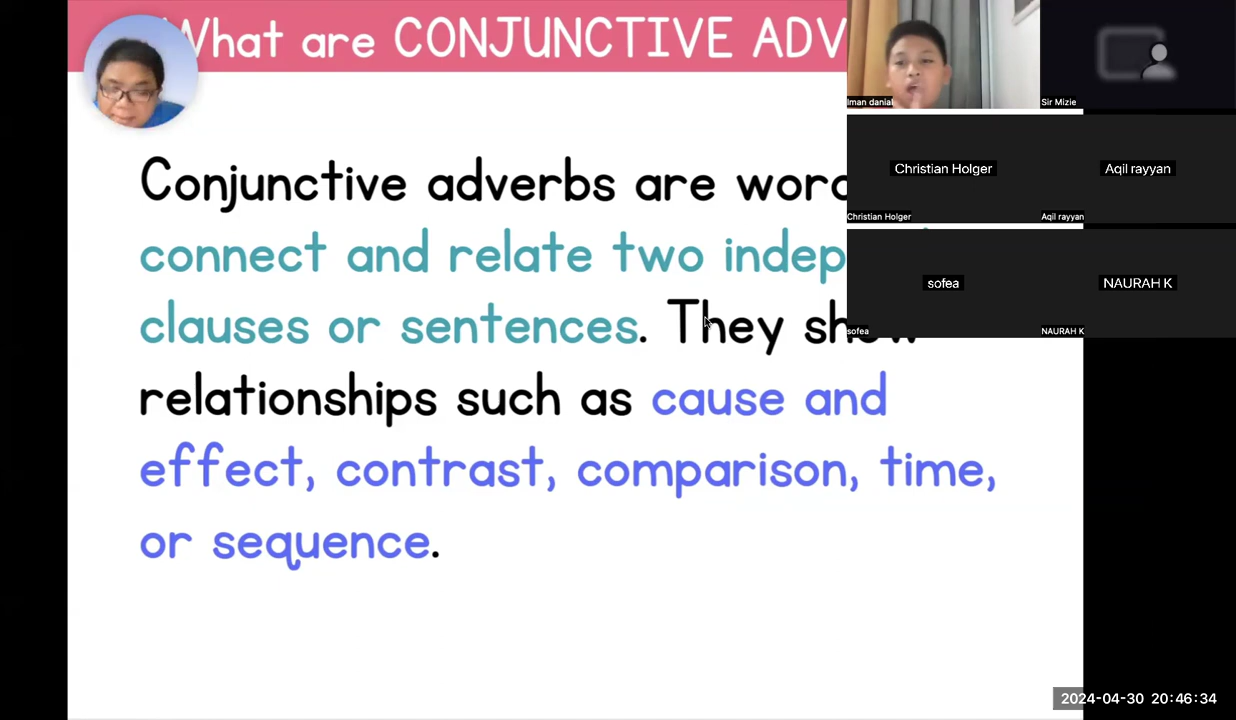 What are CONJUNCTIVE ADV
Conjunctive adverbs are word
connect and relate two indep
clauses or sentences. They show
relationships such as cause and
effect, contrast, comparison, time,
or sequence.
Iman danial
Sir Mizie
Christian Holger
Christian Holger
Aqil rayyan
Aqil rayyan
sofea
sofea
NAURAH K
NAURAH K
2024-04-30 20:46:34